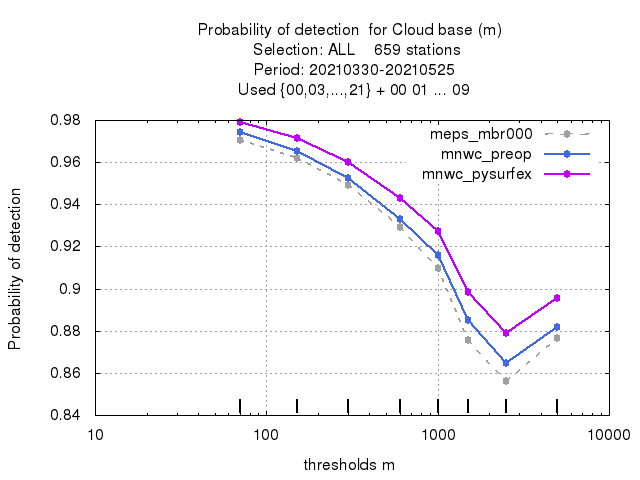 Probability of detection  for Cloud base (m)
Selection: ALL    659 stations
Period: 20210330-20210525
Used {00,03,...,21} + 00 01 ... 09
meps_mbr000
mnwc_preop
mnwc_pysurfex
Probability of detection
0.98
0.96
0.94
0.92
0.9
0.88
0.86
0.84
10
100
1000
10000
thresholds m